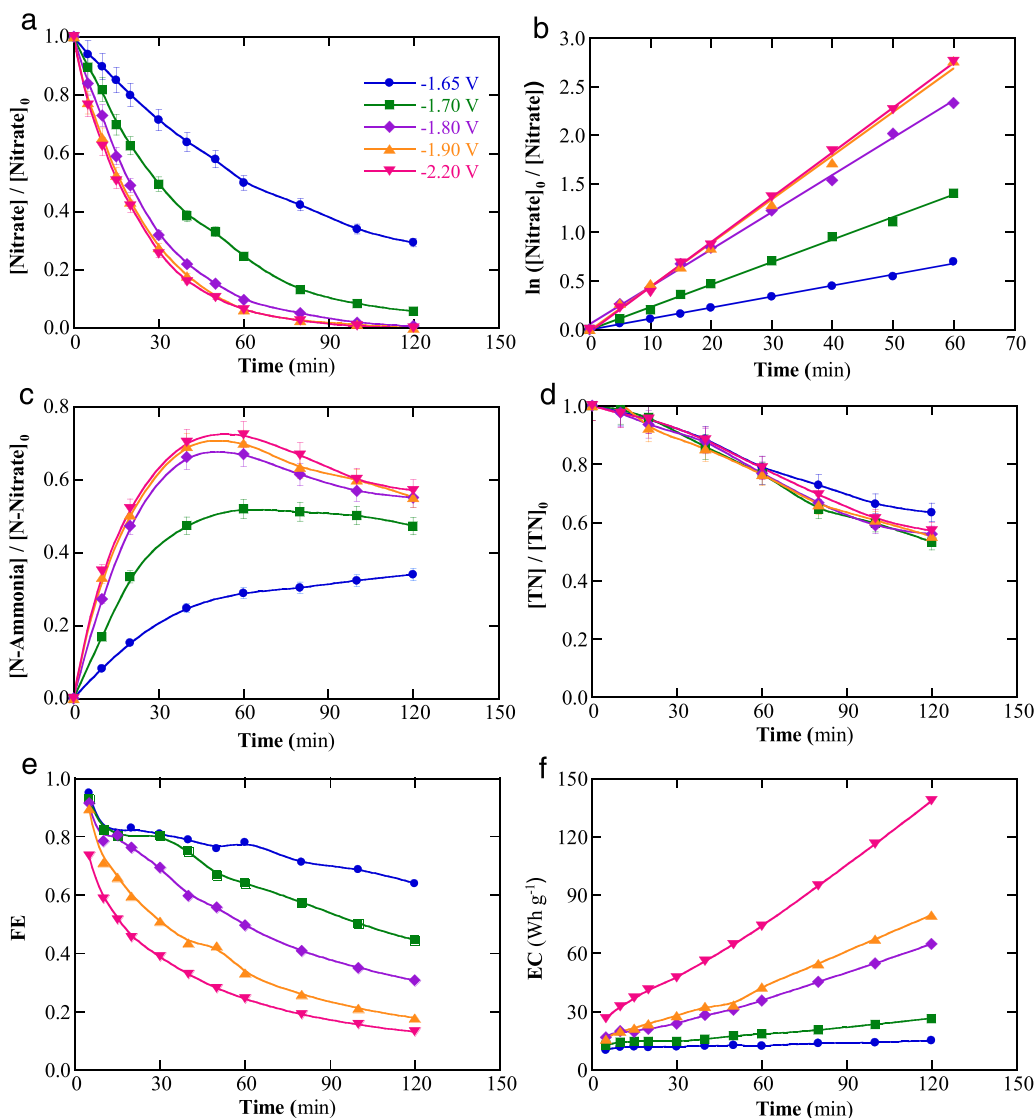 a
1.0
0.8
0.6
0.4
0.2
0.0
[Nitrate] / [Nitrate]0
0 30 60 90 120 150
Time (min)
-1.65 V
-1.70 V
-1.80 V
-1.90 V
-2.20 V
b
3.0
2.5
2.0
1.5
1.0
0.5
0.0
ln ([Nitrate]0 / [Nitrate])
0 10 20 30 40 50 60 70
Time (min)
c
0.8
0.6
0.4
0.2
0.0
[N-Ammonia] / [N-Nitrate]0
0 30 60 90 120 150
Time (min)
d
1.0
0.8
0.6
0.4
0.2
0.0
[TN] / [TN]0
0 30 60 90 120 150
Time (min)
e
1.0
0.8
0.6
0.4
0.2
0.0
FE
0 30 60 90 120 150
Time (min)
f
150
120
90
60
30
0
EC (Wh g-1)
0 30 60 90 120 150
Time (min)